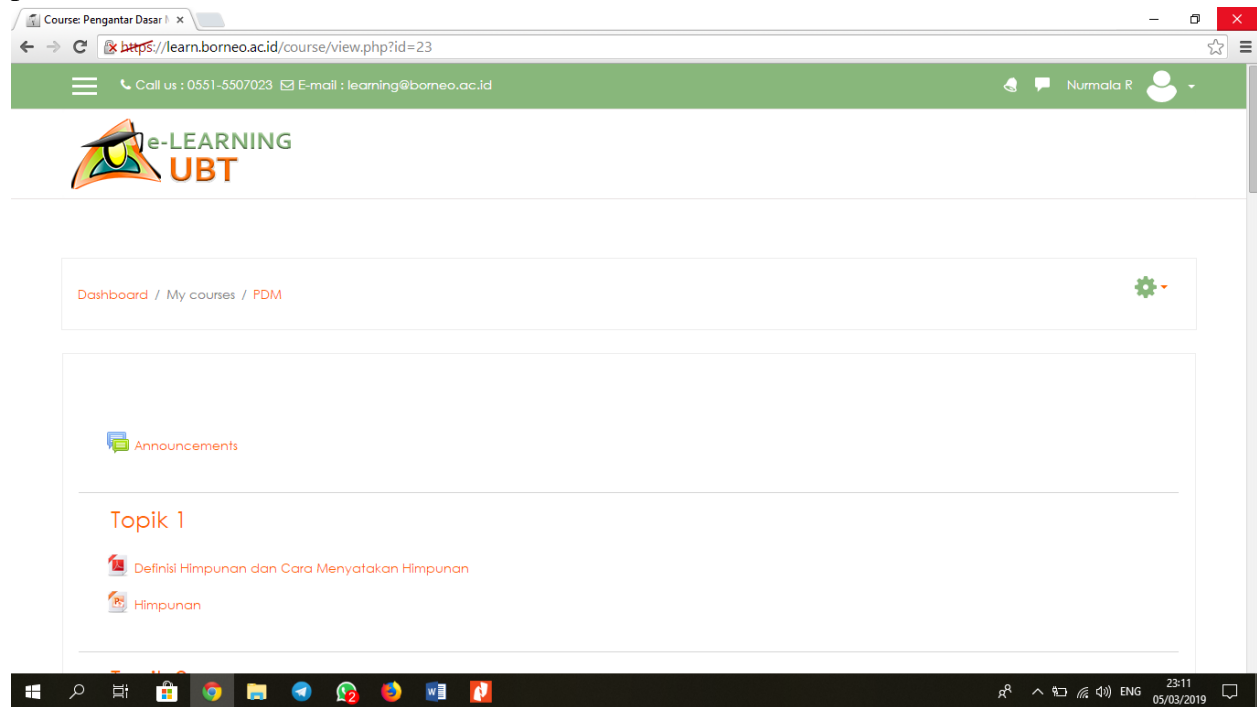 Course: Pengantar Dasar
https://learn.borneo.ac.id/course/view.php?id=23
Call us : 0551-5507023 E-mail : learning@borneo.ac.id
Nurmala R
e-LEARNING
UBT
Dashboard / My courses / PDM
Announcements
Topik 1
Definisi Himpunan dan Cara Menyatakan Himpunan
Himpunan
2
ENG
23:11
05/03/2019